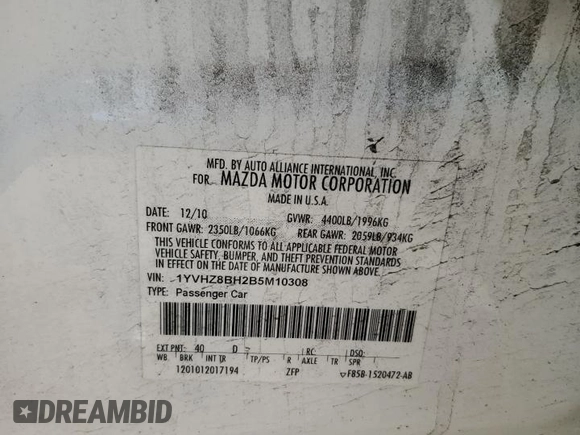 MFD. BY AUTO ALLIANCE INTERNATIONAL, INC.
FOR MAZDA MOTOR CORPORATION
MADE IN U.S.A.
DATE: 12/10 GVWR: 4400LB/1996KG
FRONT GAWR: 2350LB/1066KG REAR GAWR: 2059LB/934KG
THIS VEHICLE CONFORMS TO ALL APPLICABLE FEDERAL MOTOR
VEHICLE SAFETY, BUMPER, AND THEFT PREVENTION STANDARDS
IN EFFECT ON THE DATE OF MANUFACTURE SHOWN ABOVE.
VIN: 1YVHZ8BH2B5M10308
TYPE: Passenger Car
EXT PNT: 40 D RC: DSO:
WB BRK INT TR TP/PS R AXLE TR SPR
1201012017194 ZFP ▽FB5B-1520472-AB
DREAMBID